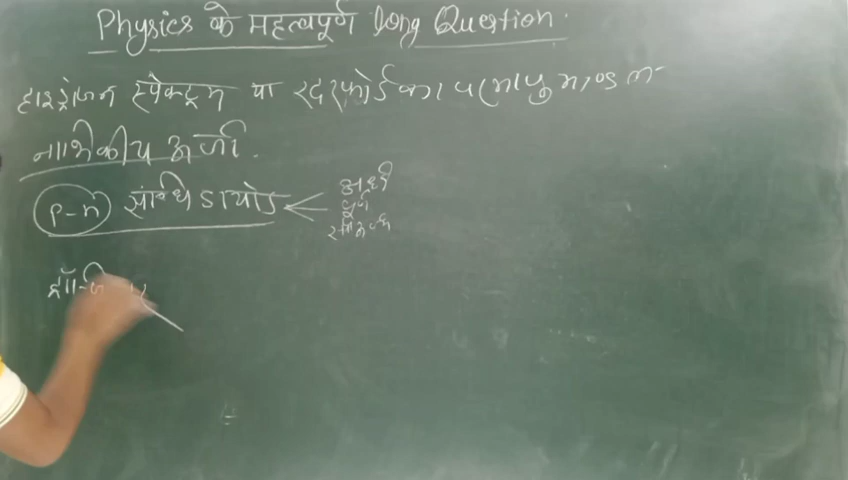 Physics के महत्वपूर्ण long Question.
हाइड्रोजन स्पेक्ट्रम या रदरफोर्ड का परमाणु मॉडल
नाभिकीय ऊर्जा.
p-n संधि डायोड
अर्ध
पूर्ण